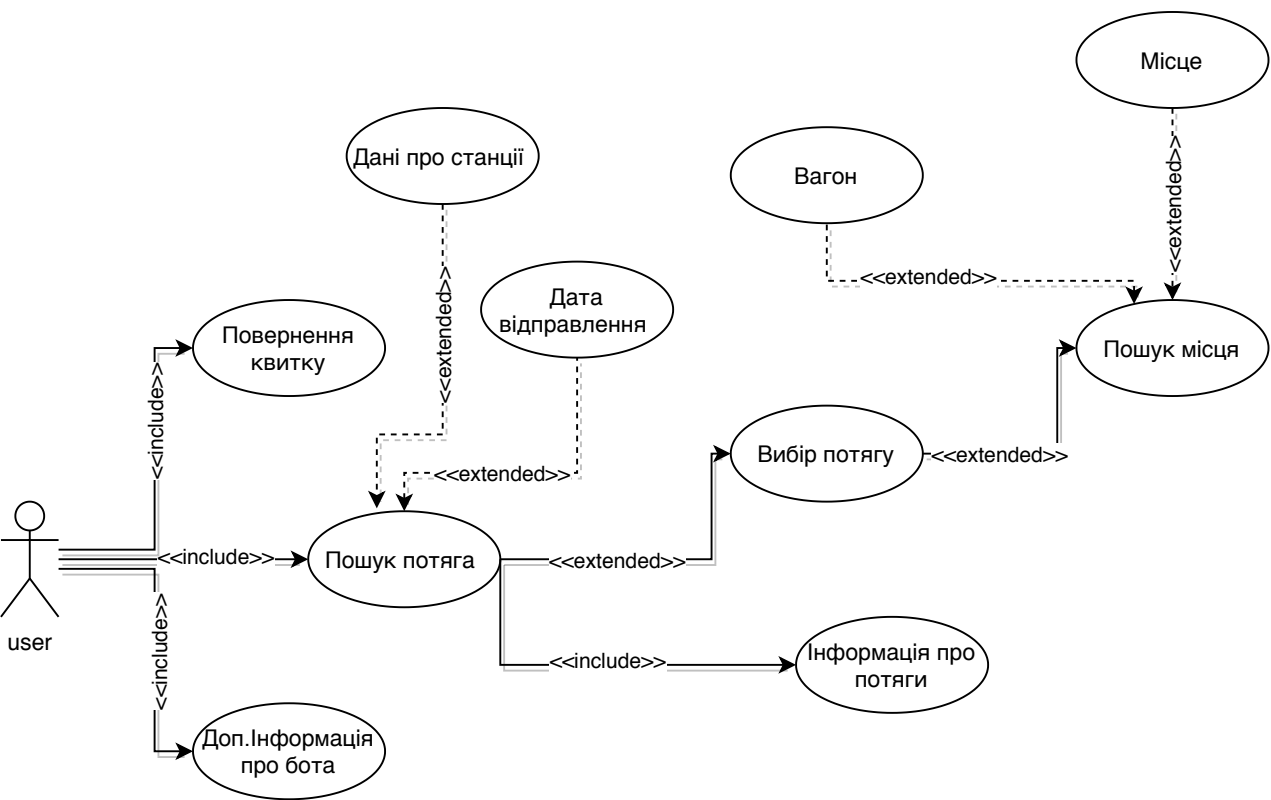 Місце
Дані про станції
Вагон
<<extended>>
<<extended>>
<<extended>>
Дата
відправлення
Повернення
квитку
Пошук місця
<<include>>
<<extended>>
Вибір потягу
<<extended>>
<<include>>
Пошук потяга
<<extended>>
user
<<include>>
<<include>>
Інформація про
потяги
Доп.Інформація
про бота